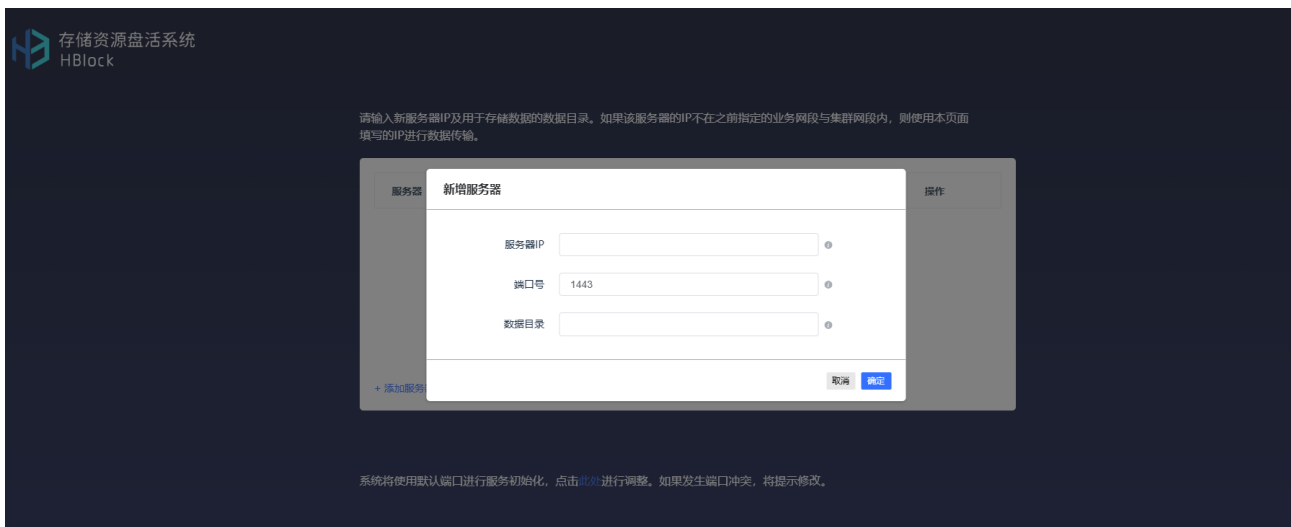 存储资源盘活系统
HBlock
请输入新服务器IP及用于存储数据的数据目录。如果该服务器的IP不在之前指定的业务网段与集群网段内，则使用本页面
填写的IP进行数据传输。
服务器
新增服务器
操作
服务器IP
端口号
1443
数据目录
取消
确定
+ 添加服务
系统将使用默认端口进行服务初始化，点击此处进行调整。如果发生端口冲突，将提示修改。